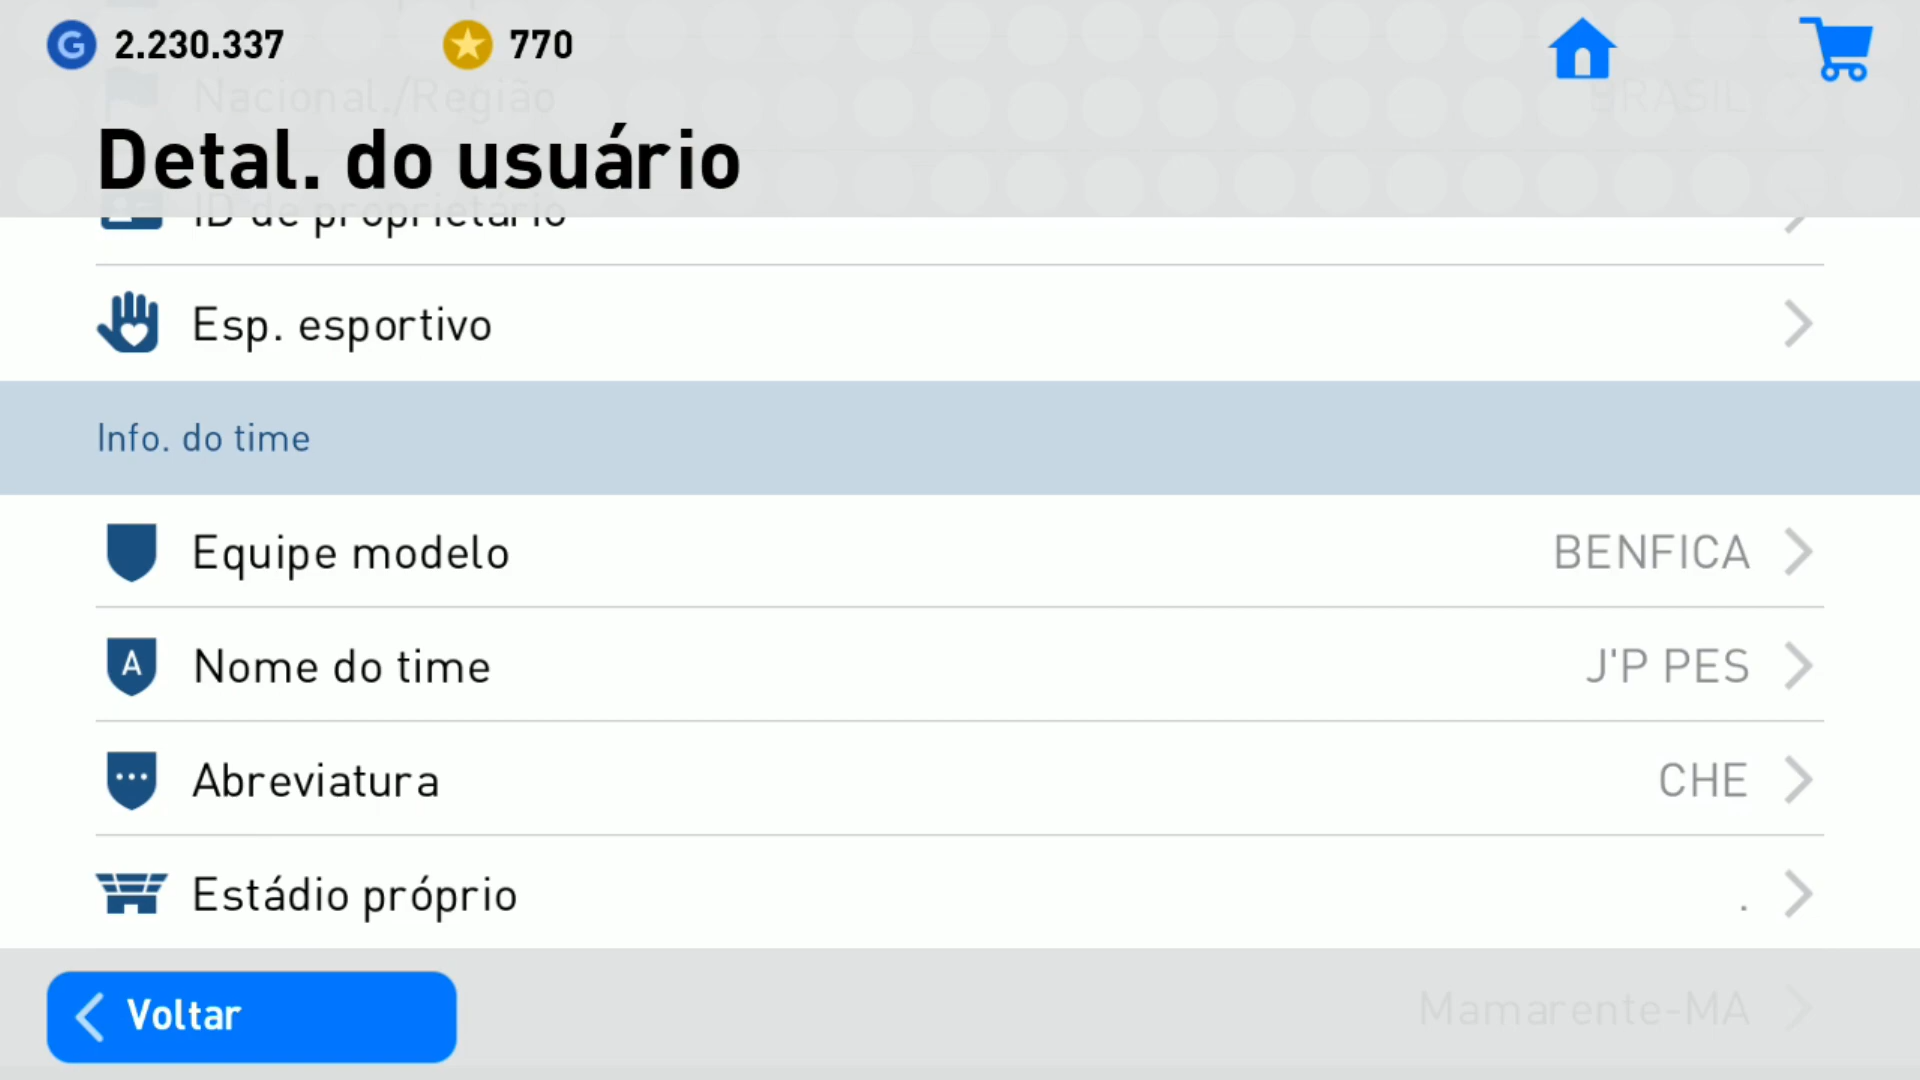 G 2.230.337 770
Nacional./Região BRASIL
Detal. do usuário
ID de proprietário
Esp. esportivo
Info. do time
Equipe modelo BENFICA
A Nome do time J'P PES
Abreviatura CHE
Estádio próprio .
Voltar
Mamarente-MA